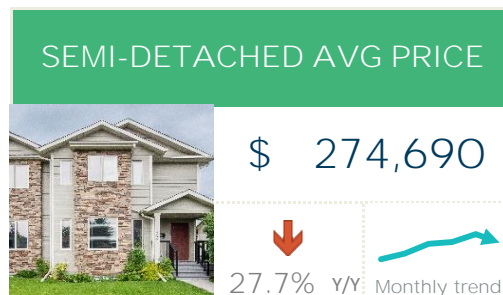 SEMI-DETACHED AVG PRICE
$ 274,690
27.7% Y/Y
Monthly trend